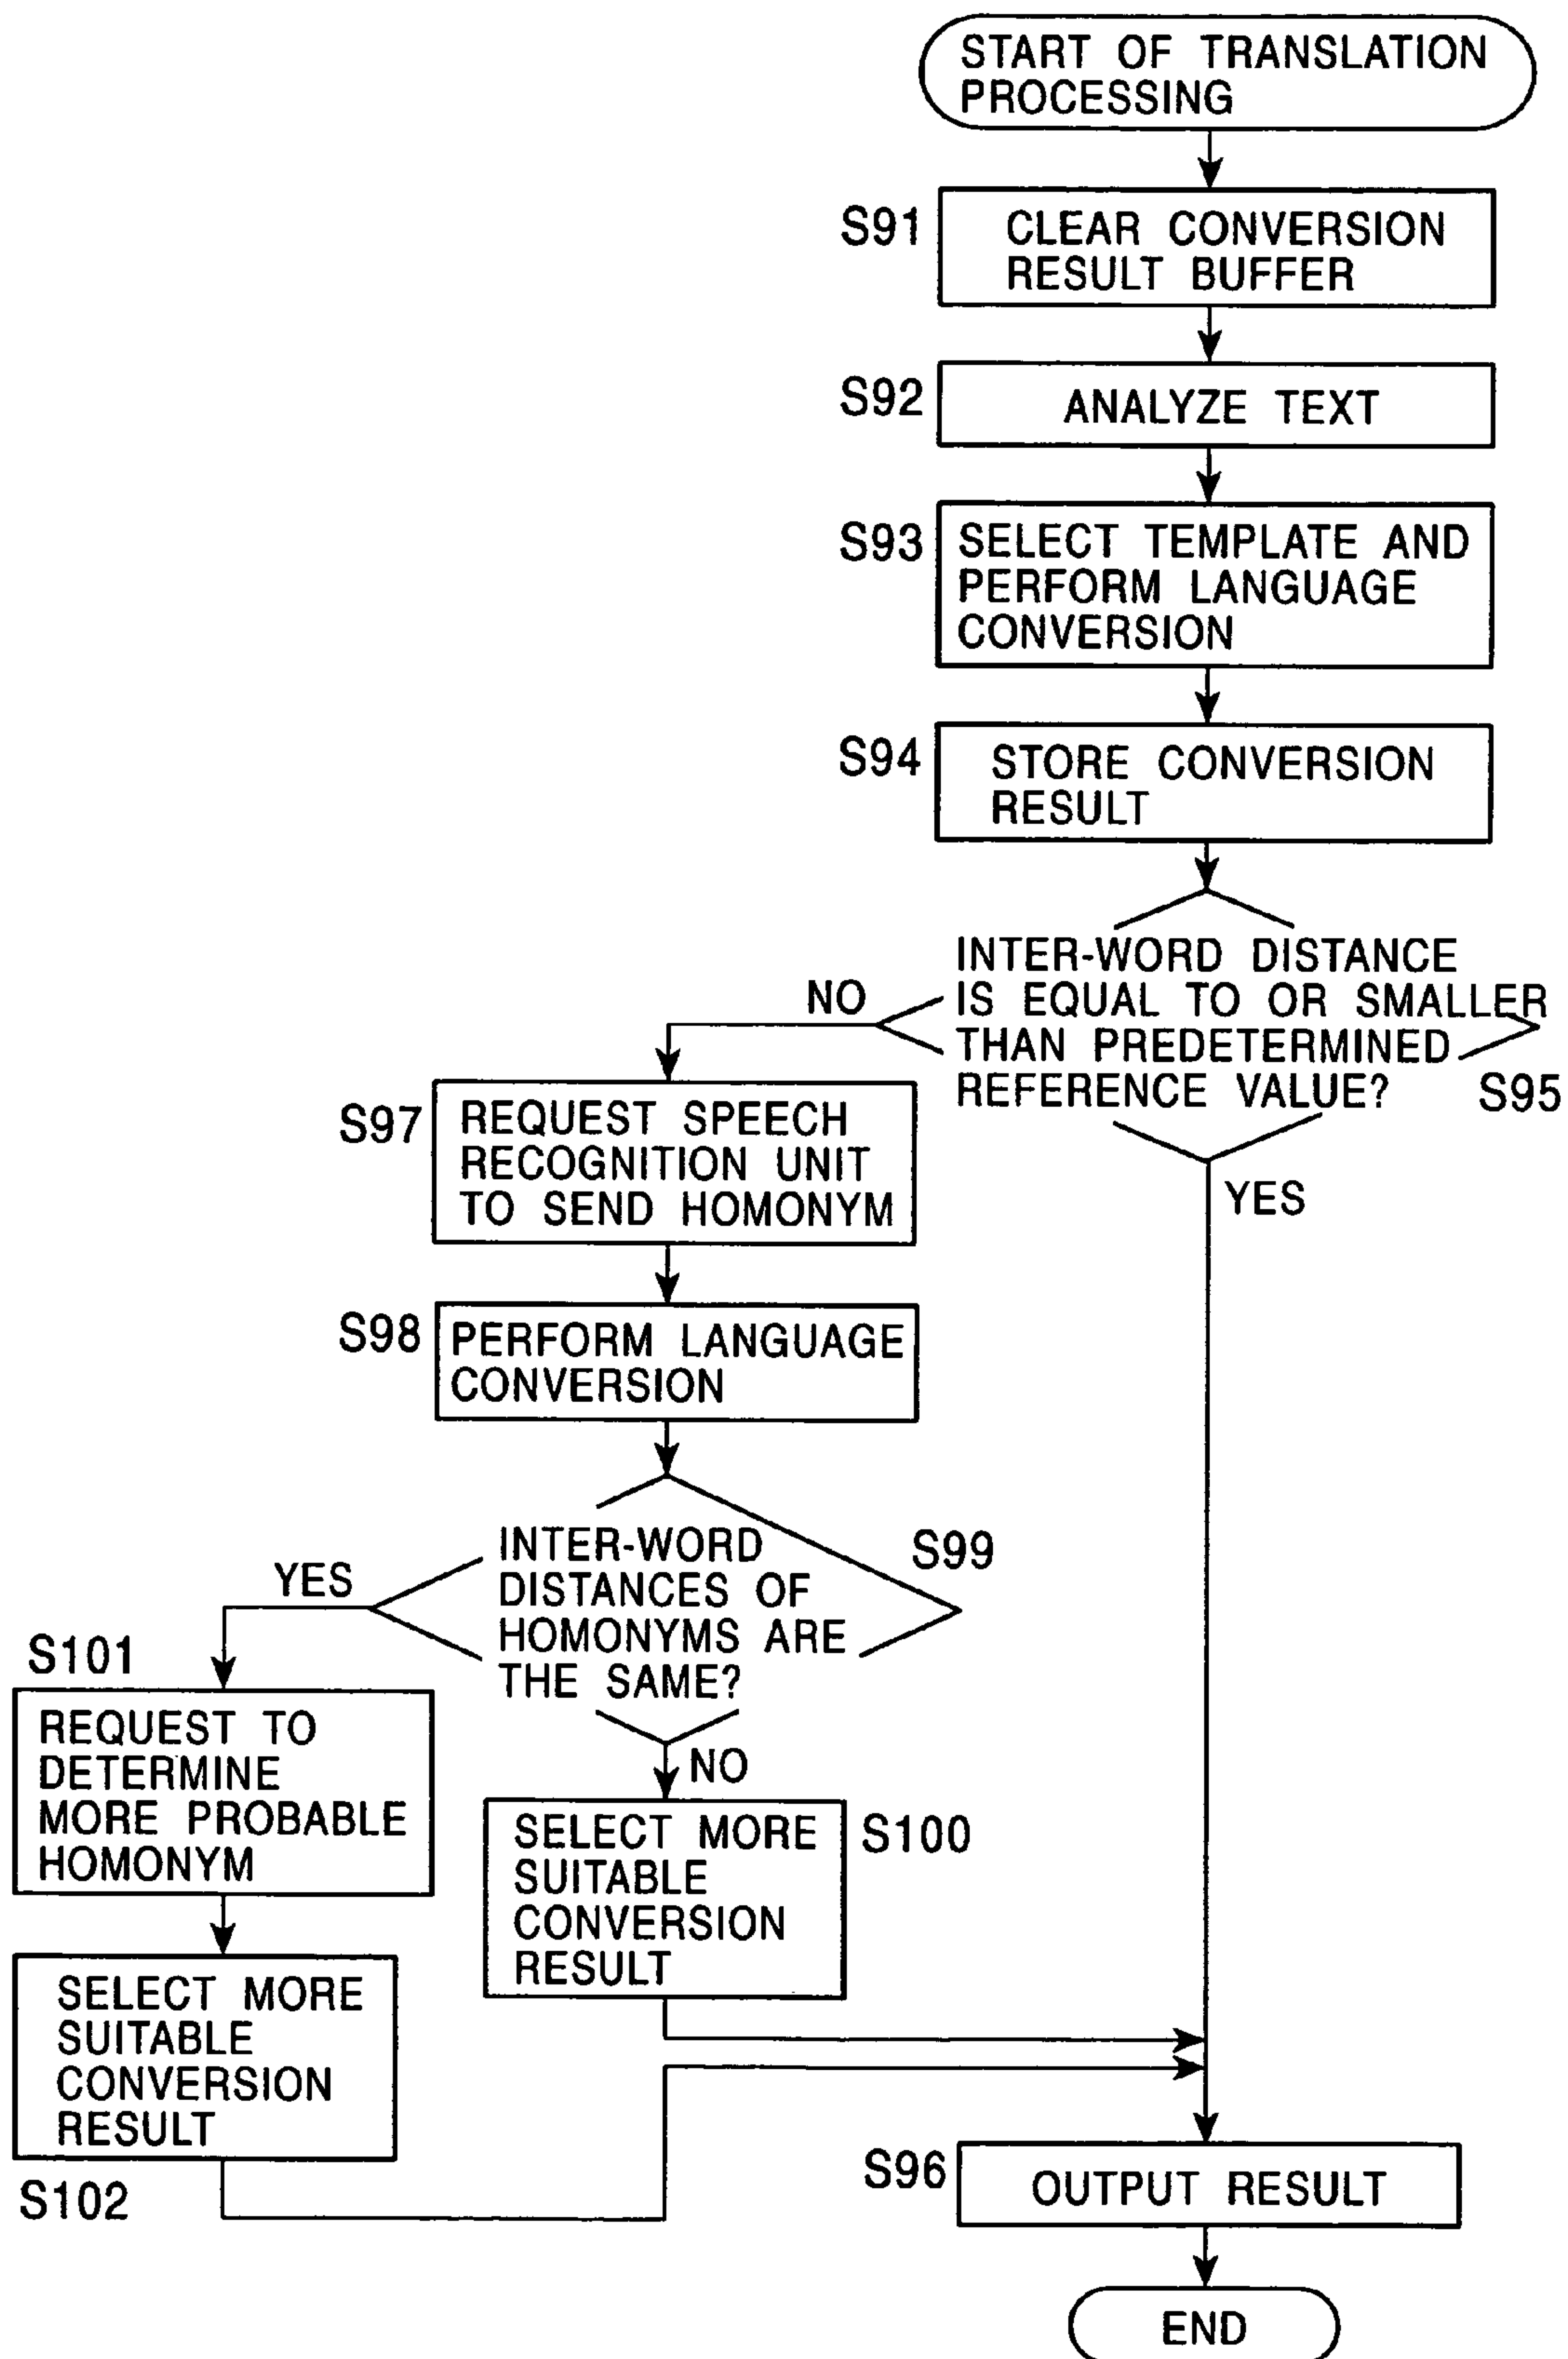 START OF TRANSLATION
PROCESSING
S91
CLEAR CONVERSION
RESULT BUFFER
S92
ANALYZE TEXT
S93
SELECT TEMPLATE AND
PERFORM LANGUAGE
CONVERSION
S94
STORE CONVERSION
RESULT
INTER-WORD DISTANCE
IS EQUAL TO OR SMALLER
THAN PREDETERMINED
REFERENCE VALUE?
S95
NO
YES
S97
REQUEST SPEECH
RECOGNITION UNIT
TO SEND HOMONYM
S98
PERFORM LANGUAGE
CONVERSION
INTER-WORD
DISTANCES OF
HOMONYMS ARE
THE SAME?
S99
YES
NO
S101
REQUEST TO
DETERMINE
MORE PROBABLE
HOMONYM
SELECT MORE
SUITABLE
CONVERSION
RESULT
S100
SELECT MORE
SUITABLE
CONVERSION
RESULT
S102
S96
OUTPUT RESULT
END